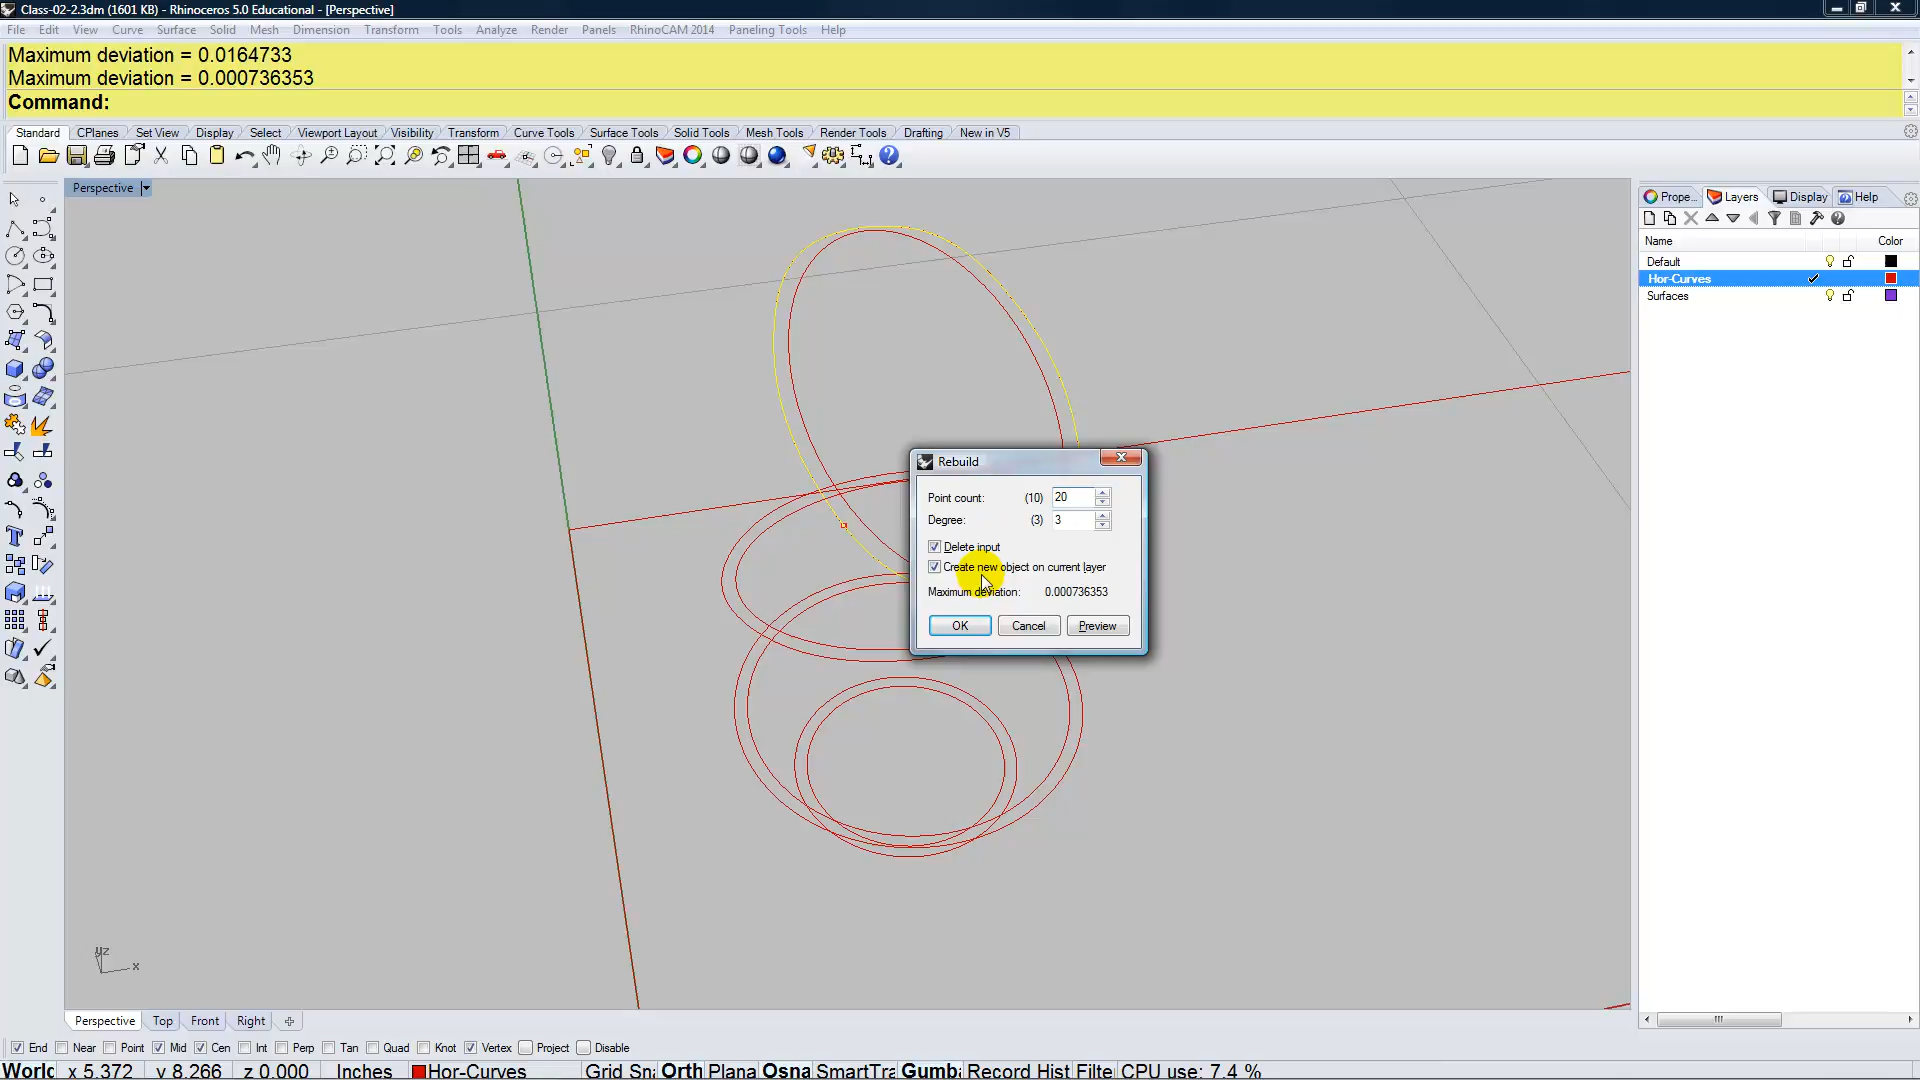 Class-02-2.3dm (1601 KB) - Rhinoceros 5.0 Educational - [Perspective]
File Edit View Curve Surface Solid Mesh Dimension Transform Tools Analyze Render Panels RhinoCAM 2014 Paneling Tools Help
Maximum deviation = 0.0164733
Maximum deviation = 0.000736353
Command:
Standard CPlanes Set View Display Select Viewport Layout Visibility Transform Curve Tools Surface Tools Solid Tools Mesh Tools Render Tools Drafting New in V5
Perspective
Prope... Layers Display Help
Name Color
Default
Hor-Curves
Surfaces
Rebuild
Point count: (10) 20
Degree: (3) 3
Delete input
Create new object on current layer
Maximum deviation: 0.000736353
OK Cancel Preview
yz
x
Perspective Top Front Right
End Near Point Mid Cen Int Perp Tan Quad Knot Vertex Project Disable
World x 5.372 y 8.266 z 0.000 Inches Hor-Curves Grid Sn Orth Plana Osna SmartTra Gumb Record Hist Filte CPU use: 7.4 %